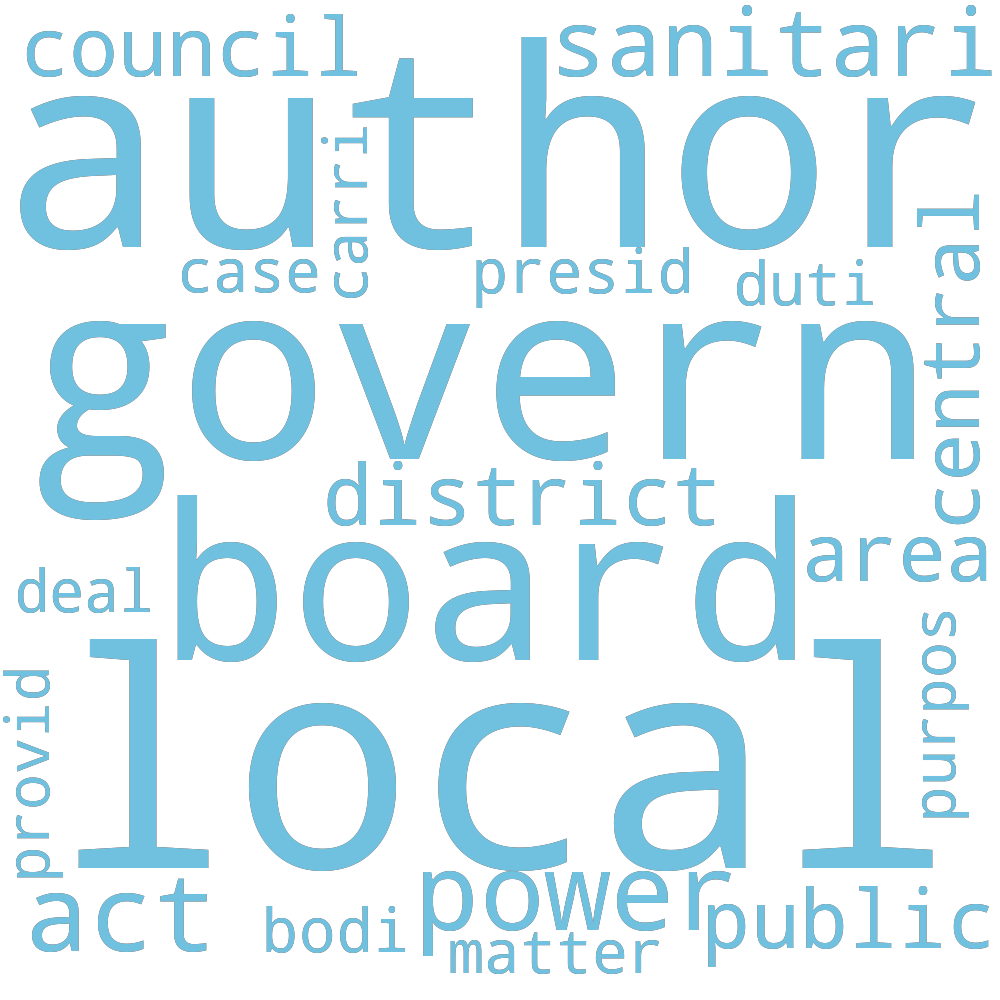 council
sanitari
author
carri
case
presid
duti
central
govern
district
area
board
deal
purpos
local
provid
power
act
public
bodi
matter